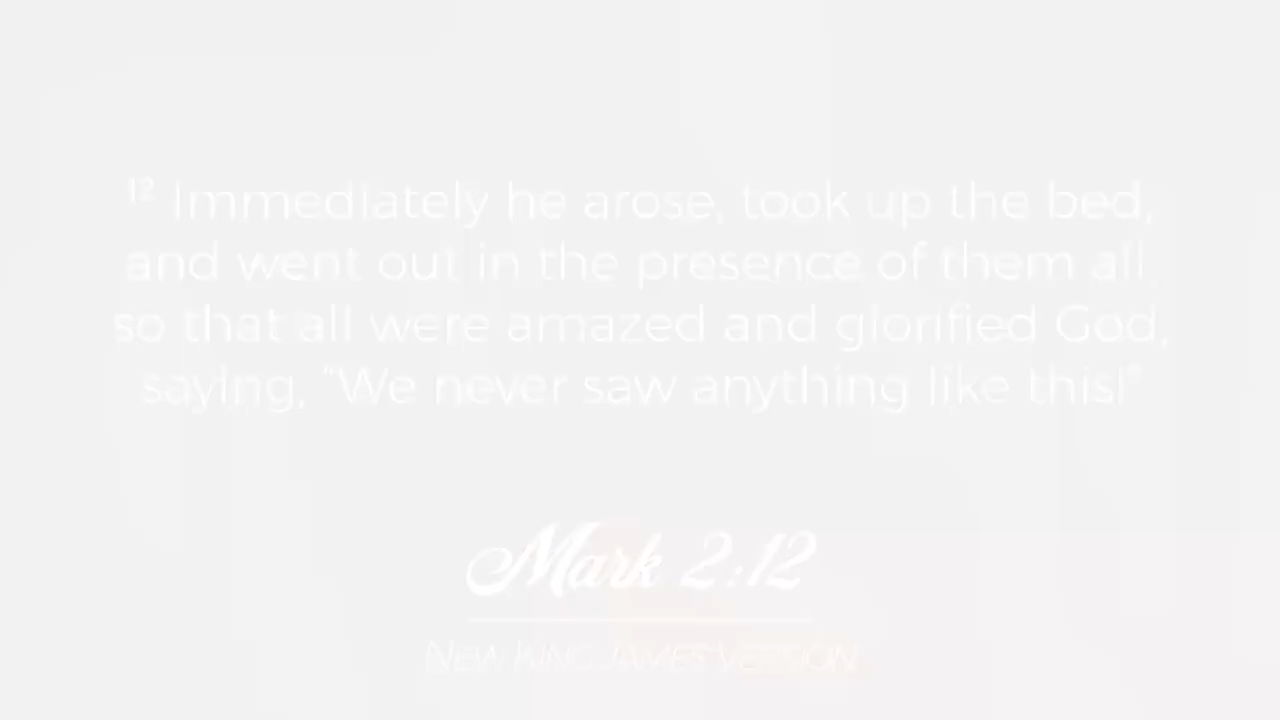 ¹² Immediately he arose, took up the bed,
and went out in the presence of them all,
so that all were amazed and glorified God,
saying, “We never saw anything like this!”
Mark 2:12
NEW KING JAMES VERSION